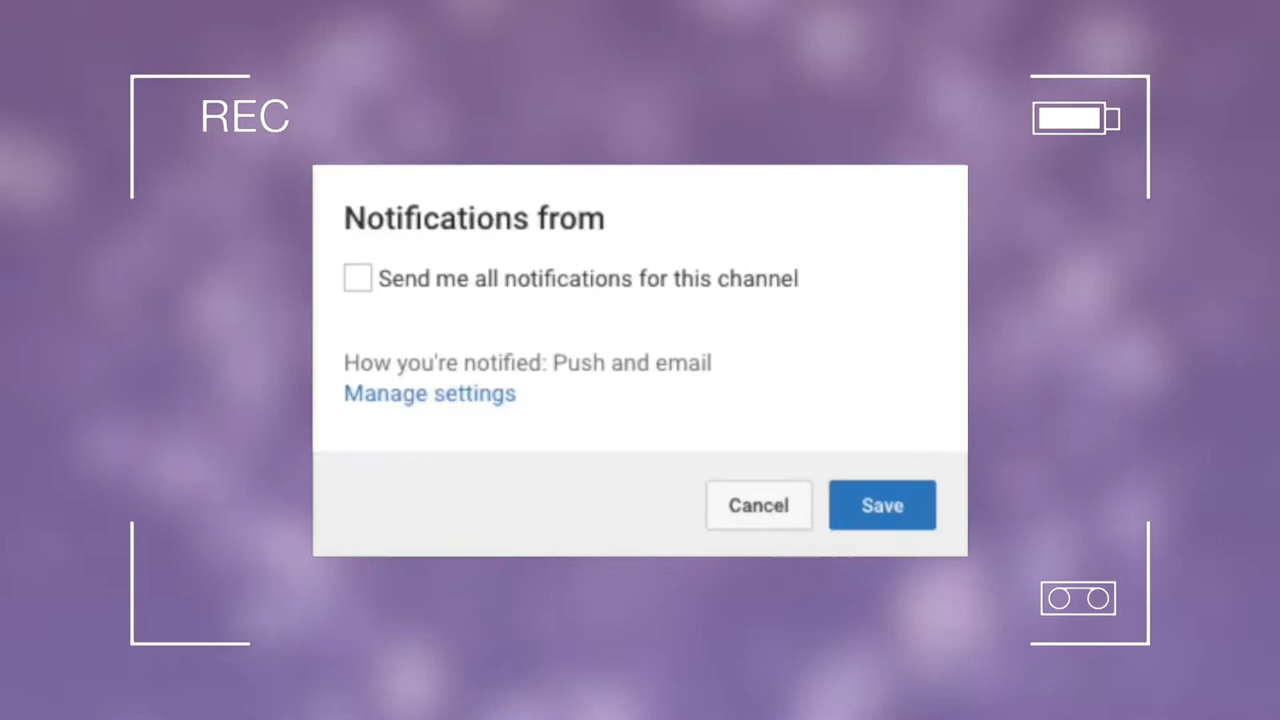 REC
Notifications from
Send me all notifications for this channel
How you're notified: Push and email
Manage settings
Cancel
Save